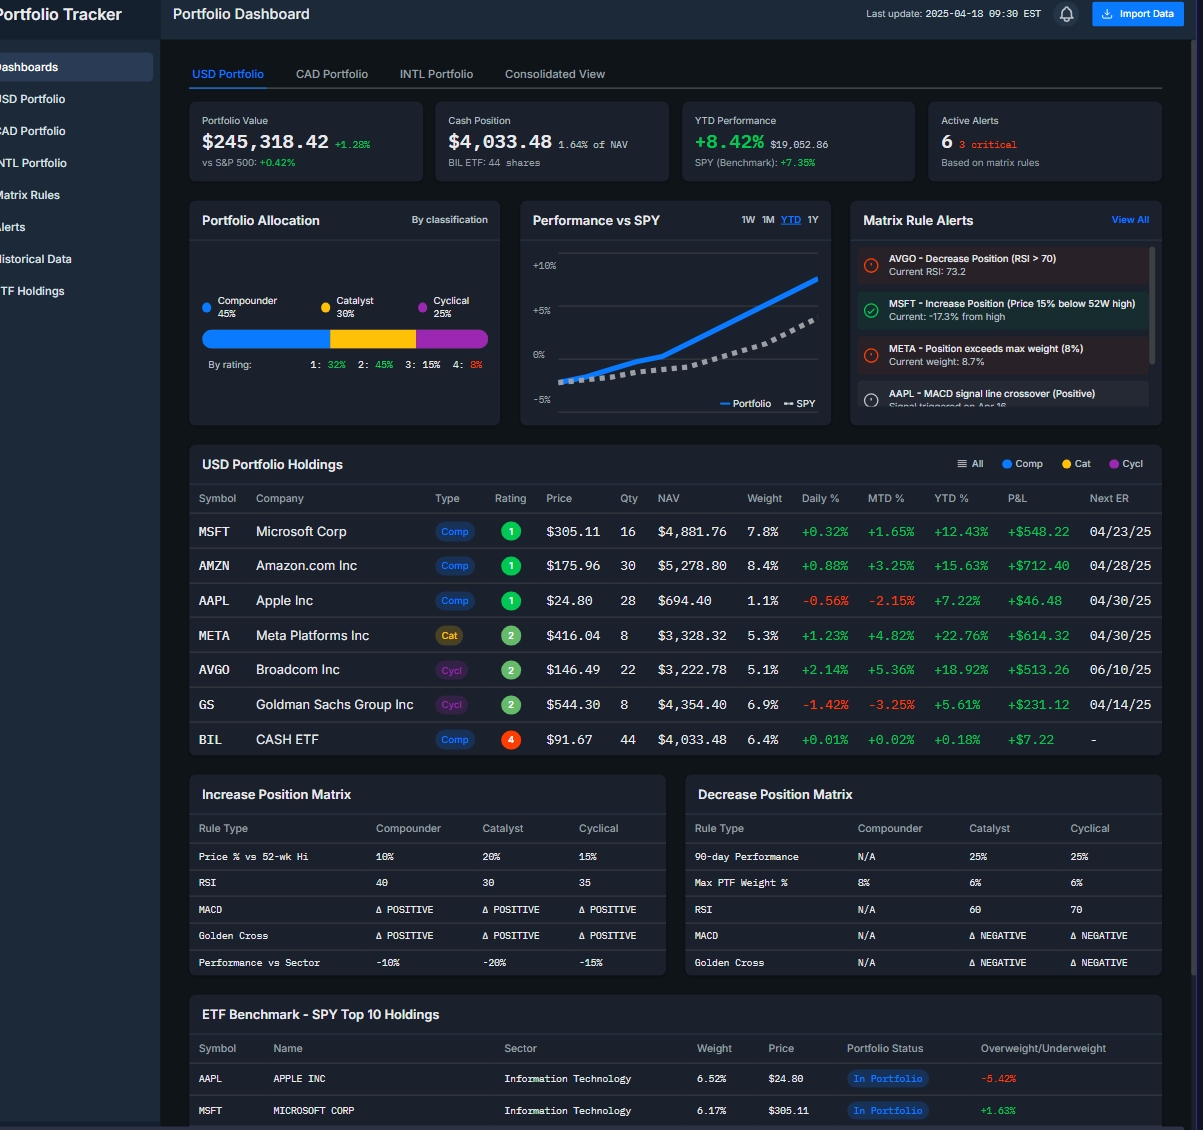 Portfolio Tracker
Portfolio Dashboard
Last update: 2025-04-18 09:30 EST
Import Data
Dashboards
USD Portfolio
CAD Portfolio
INTL Portfolio
Matrix Rules
Alerts
Historical Data
ETF Holdings
USD Portfolio CAD Portfolio INTL Portfolio Consolidated View
Portfolio Value
$245,318.42 +1.28%
vs S&P 500: +0.42%
Cash Position
$4,033.48 1.64% of NAV
BIL ETF: 44 shares
YTD Performance
+8.42% $19,052.86
SPY (Benchmark): +7.35%
Active Alerts
6 3 critical
Based on matrix rules
Portfolio Allocation By classification
Compounder 45%
Catalyst 30%
Cyclical 25%
By rating: 1: 32% 2: 45% 3: 15% 4: 8%
Performance vs SPY 1W 1M YTD 1Y
+10%
+5%
0%
-5%
Portfolio SPY
Matrix Rule Alerts View All
AVGO - Decrease Position (RSI > 70)
Current RSI: 73.2
MSFT - Increase Position (Price 15% below 52W high)
Current: -17.3% from high
META - Position exceeds max weight (8%)
Current weight: 8.7%
AAPL - MACD signal line crossover (Positive)
Signal triggered on Apr 16
USD Portfolio Holdings All Comp Cat Cycl
Symbol Company Type Rating Price Qty NAV Weight Daily % MTD % YTD % P&L Next ER
MSFT Microsoft Corp Comp 1 $305.11 16 $4,881.76 7.8% +0.32% +1.65% +12.43% +$548.22 04/23/25
AMZN Amazon.com Inc Comp 1 $175.96 30 $5,278.80 8.4% +0.88% +3.25% +15.63% +$712.40 04/28/25
AAPL Apple Inc Comp 1 $24.80 28 $694.40 1.1% -0.56% -2.15% +7.22% +$46.48 04/30/25
META Meta Platforms Inc Cat 2 $416.04 8 $3,328.32 5.3% +1.23% +4.82% +22.76% +$614.32 04/30/25
AVGO Broadcom Inc Cycl 2 $146.49 22 $3,222.78 5.1% +2.14% +5.36% +18.92% +$513.26 06/10/25
GS Goldman Sachs Group Inc Cycl 2 $544.30 8 $4,354.40 6.9% -1.42% -3.25% +5.61% +$231.12 04/14/25
BIL CASH ETF Comp 4 $91.67 44 $4,033.48 6.4% +0.01% +0.02% +0.18% +$7.22 -
Increase Position Matrix
Rule Type Compounder Catalyst Cyclical
Price % vs 52-wk Hi 10% 20% 15%
RSI 40 30 35
MACD Δ POSITIVE Δ POSITIVE Δ POSITIVE
Golden Cross Δ POSITIVE Δ POSITIVE Δ POSITIVE
Performance vs Sector -10% -20% -15%
Decrease Position Matrix
Rule Type Compounder Catalyst Cyclical
90-day Performance N/A 25% 25%
Max PTF Weight % 8% 6% 6%
RSI N/A 60 70
MACD N/A Δ NEGATIVE Δ NEGATIVE
Golden Cross N/A Δ NEGATIVE Δ NEGATIVE
ETF Benchmark - SPY Top 10 Holdings
Symbol Name Sector Weight Price Portfolio Status Overweight/Underweight
AAPL APPLE INC Information Technology 6.52% $24.80 In Portfolio -5.42%
MSFT MICROSOFT CORP Information Technology 6.17% $305.11 In Portfolio +1.63%